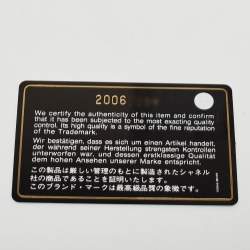 2006
We certify the authenticity of this item and confirm
that it has been subjected to the most exacting quality
control. Its high quality is a symbol of the fine reputation
of the Trademark.
Wir bestätigen, dass es sich um einen Artikel handelt,
der während seiner Herstellung strengsten Kontrollen
unterworfen war, und dessen erstklassige Qualität
dem hohen Ansehen unserer Marke entspricht.
この製品は厳しい管理のもとに製造されたシャネル
社の商品であることを証明いたします。
このブランド・マークは最高級品質の象徴です。